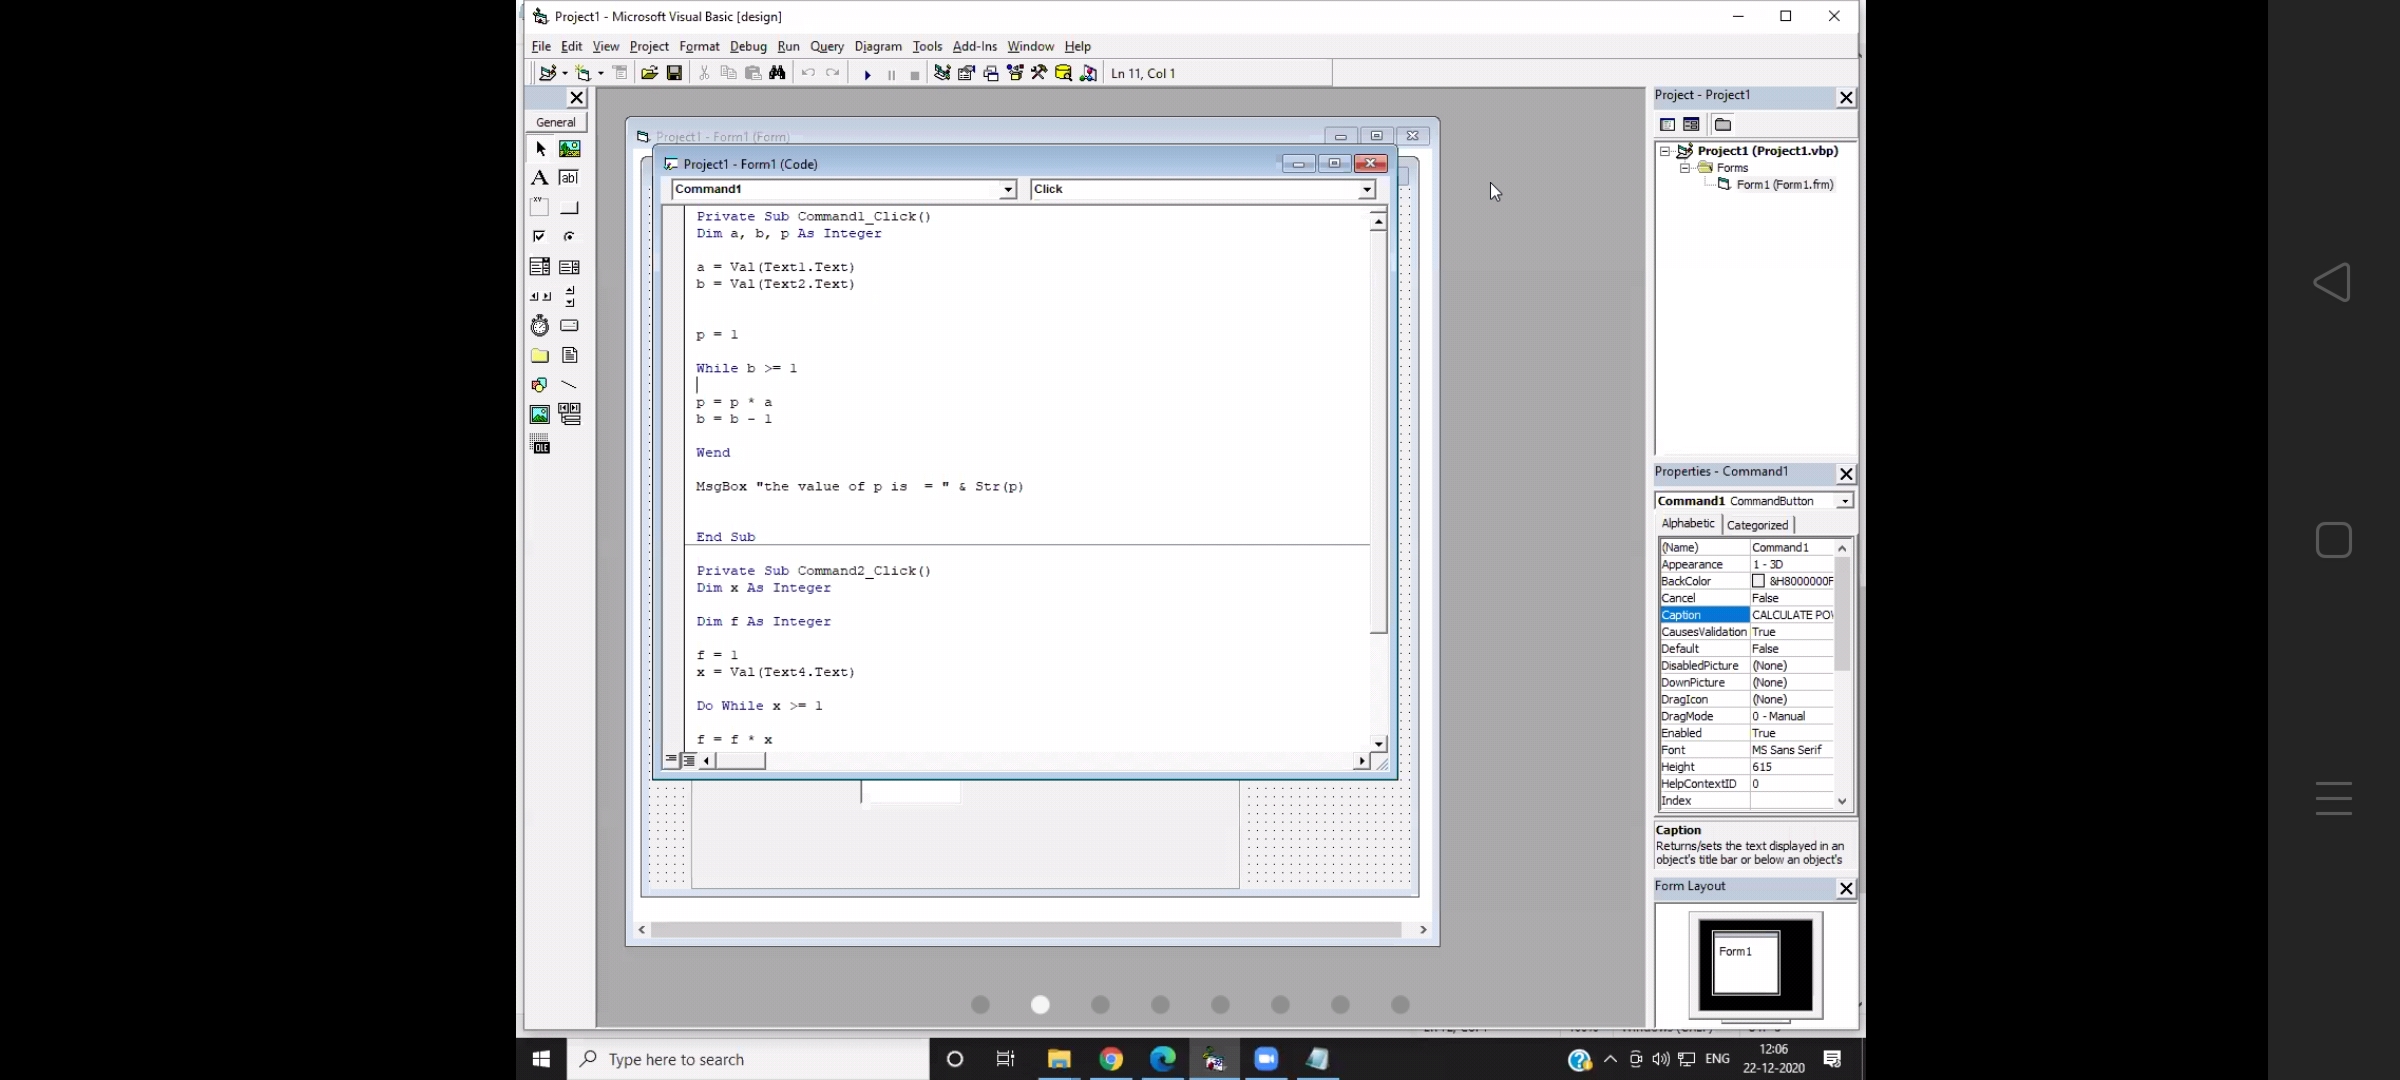 Project1 - Microsoft Visual Basic [design]
File Edit View Project Format Debug Run Query Diagram Tools Add-Ins Window Help
Ln 11, Col 1
General
Project1 - Form1 (Form)
Project1 - Form1 (Code)
Command1 Click
Private Sub Command1_Click()
Dim a, b, p As Integer
a = Val(Text1.Text)
b = Val(Text2.Text)
p = 1
While b >= 1
p = p * a
b = b - 1
Wend
MsgBox "the value of p is  = " & Str(p)
End Sub
Private Sub Command2_Click()
Dim x As Integer
Dim f As Integer
f = 1
x = Val(Text4.Text)
Do While x >= 1
f = f * x
Project - Project1
Project1 (Project1.vbp)
Forms
Form1 (Form1.frm)
Properties - Command1
Command1 CommandButton
Alphabetic Categorized
(Name) Command1
Appearance 1 - 3D
BackColor &H8000000F
Cancel False
Caption CALCULATE POW
CausesValidation True
Default False
DisabledPicture (None)
DownPicture (None)
DragIcon (None)
DragMode 0 - Manual
Enabled True
Font MS Sans Serif
Height 615
HelpContextID 0
Index
Caption
Returns/sets the text displayed in an
object's title bar or below an object's
Form Layout
Form1
Type here to search
ENG
12:06
22-12-2020